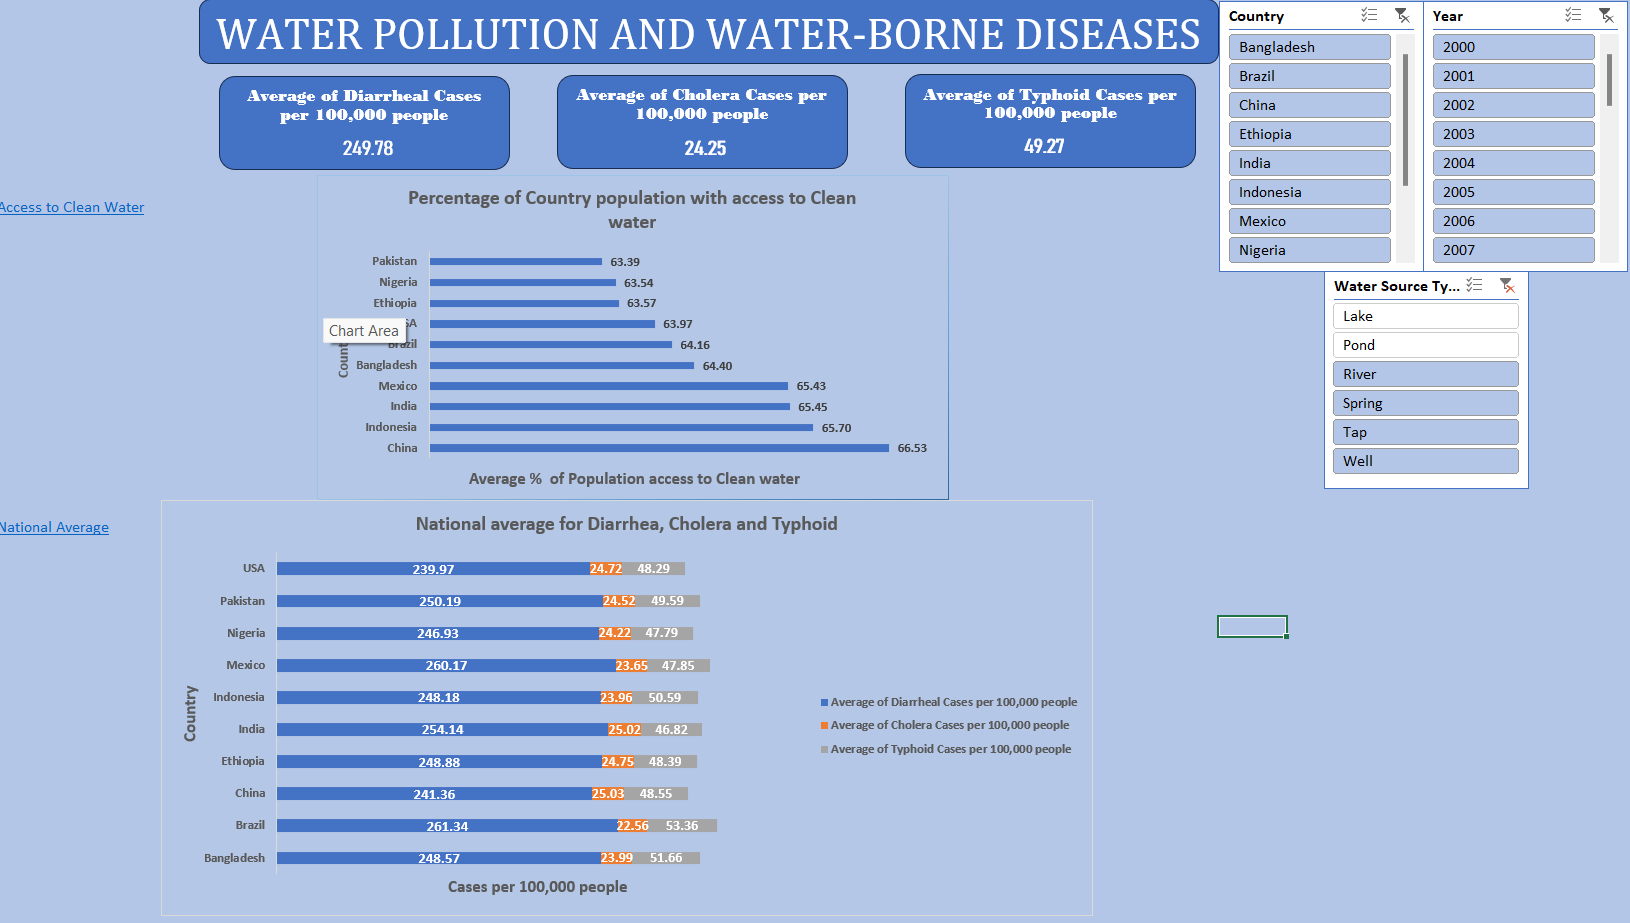 WATER POLLUTION AND WATER-BORNE DISEASES
Average of Diarrheal Cases
per 100,000 people
249.78
Average of Cholera Cases per
100,000 people
24.25
Average of Typhoid Cases per
100,000 people
49.27
Country
Bangladesh
Brazil
China
Ethiopia
India
Indonesia
Mexico
Nigeria
Year
2000
2001
2002
2003
2004
2005
2006
2007
Water Source Ty...
Lake
Pond
River
Spring
Tap
Well
Access to Clean Water
Percentage of Country population with access to Clean
water
Pakistan 63.39
Nigeria 63.54
Ethiopia 63.57
SA 63.97
Chart Area
Brazil 64.16
Count
Bangladesh 64.40
Mexico 65.43
India 65.45
Indonesia 65.70
China 66.53
Average % of Population access to Clean water
National Average
National average for Diarrhea, Cholera and Typhoid
Country
USA 239.97 24.72 48.29
Pakistan 250.19 24.52 49.59
Nigeria 246.93 24.22 47.79
Mexico 260.17 23.65 47.85
Indonesia 248.18 23.96 50.59
India 254.14 25.02 46.82
Ethiopia 248.88 24.75 48.39
China 241.36 25.03 48.55
Brazil 261.34 22.56 53.36
Bangladesh 248.57 23.99 51.66
Cases per 100,000 people
Average of Diarrheal Cases per 100,000 people
Average of Cholera Cases per 100,000 people
Average of Typhoid Cases per 100,000 people